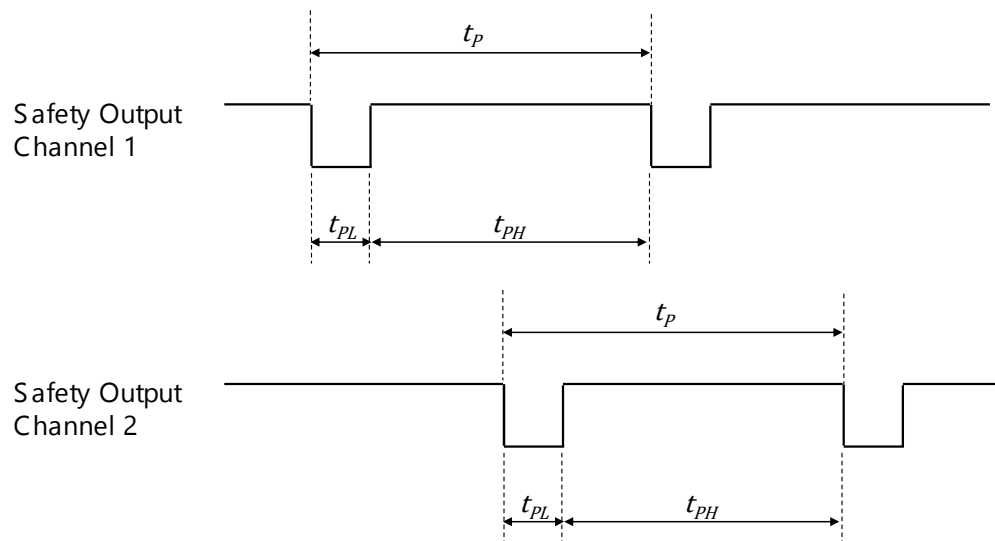 t_P
Safety Output
Channel 1
t_PL t_PH
t_P
Safety Output
Channel 2
t_PL t_PH